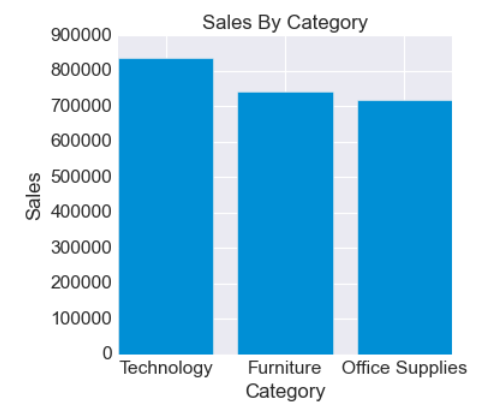 Sales By Category
900000
800000
700000
600000
500000
400000
300000
200000
100000
0
Sales
Technology Furniture Office Supplies
Category